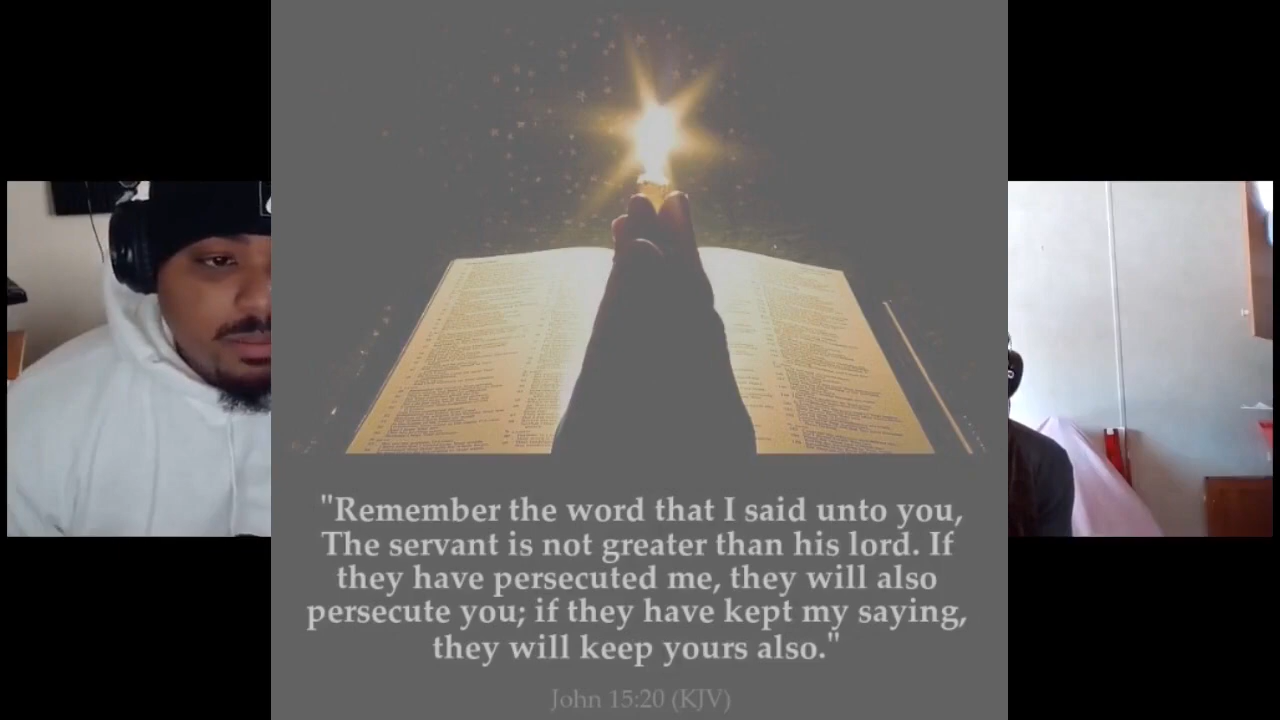 "Remember the word that I said unto you,
The servant is not greater than his lord. If
they have persecuted me, they will also
persecute you; if they have kept my saying,
they will keep yours also."
John 15:20 (KJV)